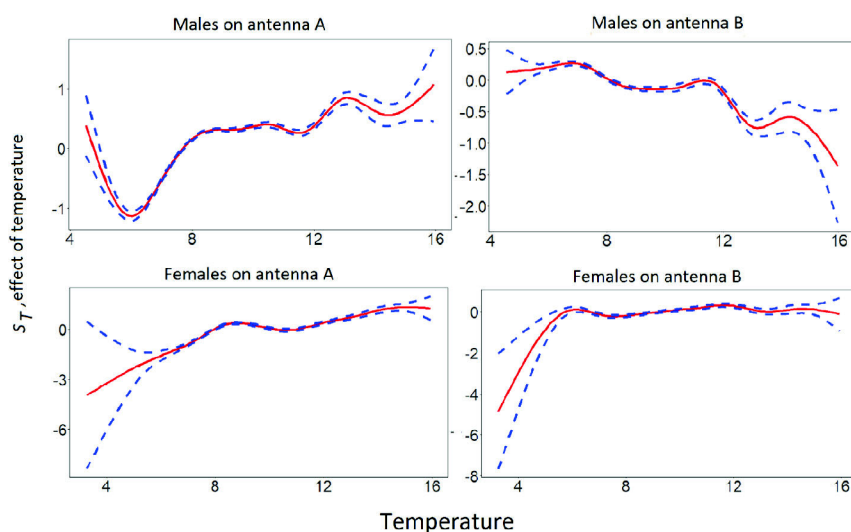 Males on antenna A
Males on antenna B
1
0
-1
4 8 12 16
0.5
0.0
-0.5
-1.0
-1.5
-2.0
4 8 12 16
S_T ,effect of temperature
Females on antenna A
Females on antenna B
0
-3
-6
4 8 12 16
0
-2
-4
-6
-8
4 8 12 16
Temperature